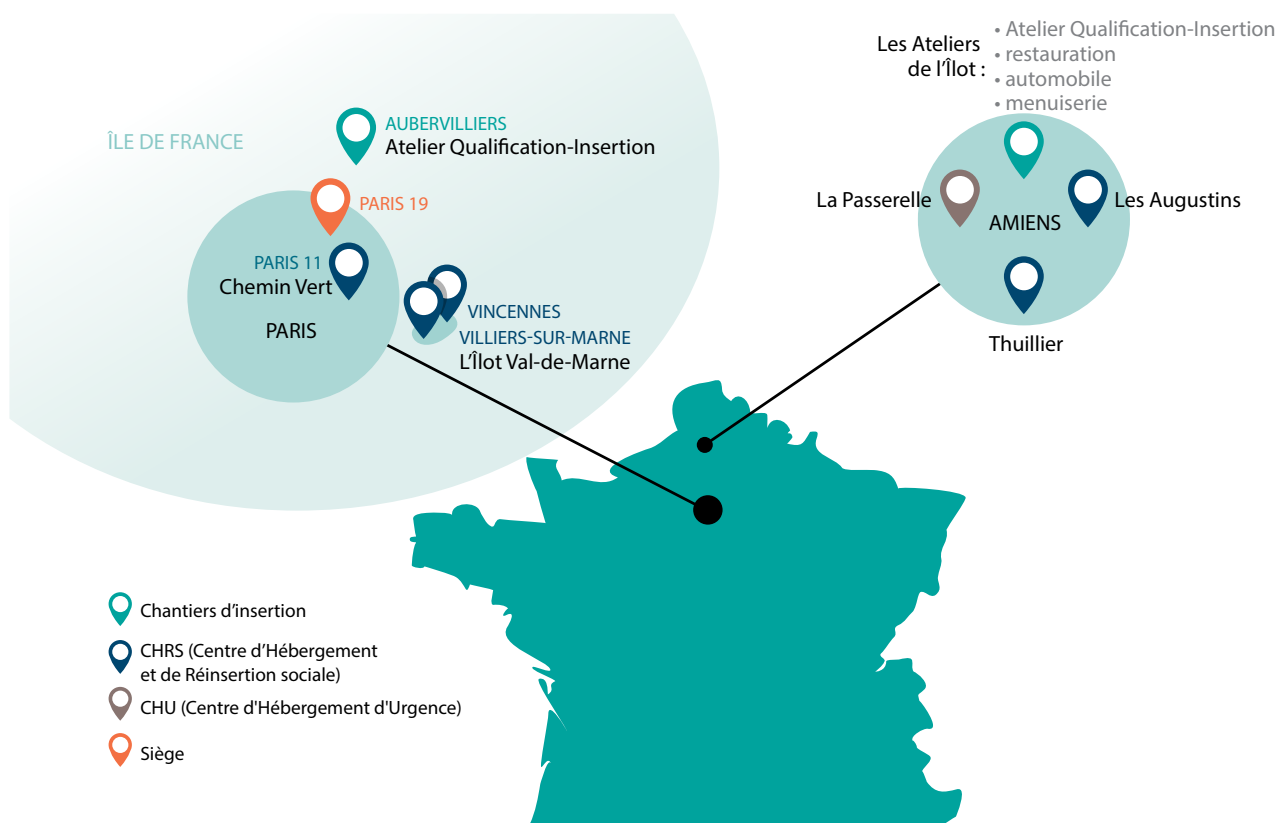 Les Ateliers
de l'Îlot :
• Atelier Qualification-Insertion
• restauration
• automobile
• menuiserie
ÎLE DE FRANCE
AUBERVILLIERS
Atelier Qualification-Insertion
PARIS 19
PARIS 11
Chemin Vert
PARIS
VINCENNES
VILLIERS-SUR-MARNE
L'Îlot Val-de-Marne
La Passerelle
Les Augustins
AMIENS
Thuillier
Chantiers d'insertion
CHRS (Centre d'Hébergement
et de Réinsertion sociale)
CHU (Centre d'Hébergement d'Urgence)
Siège